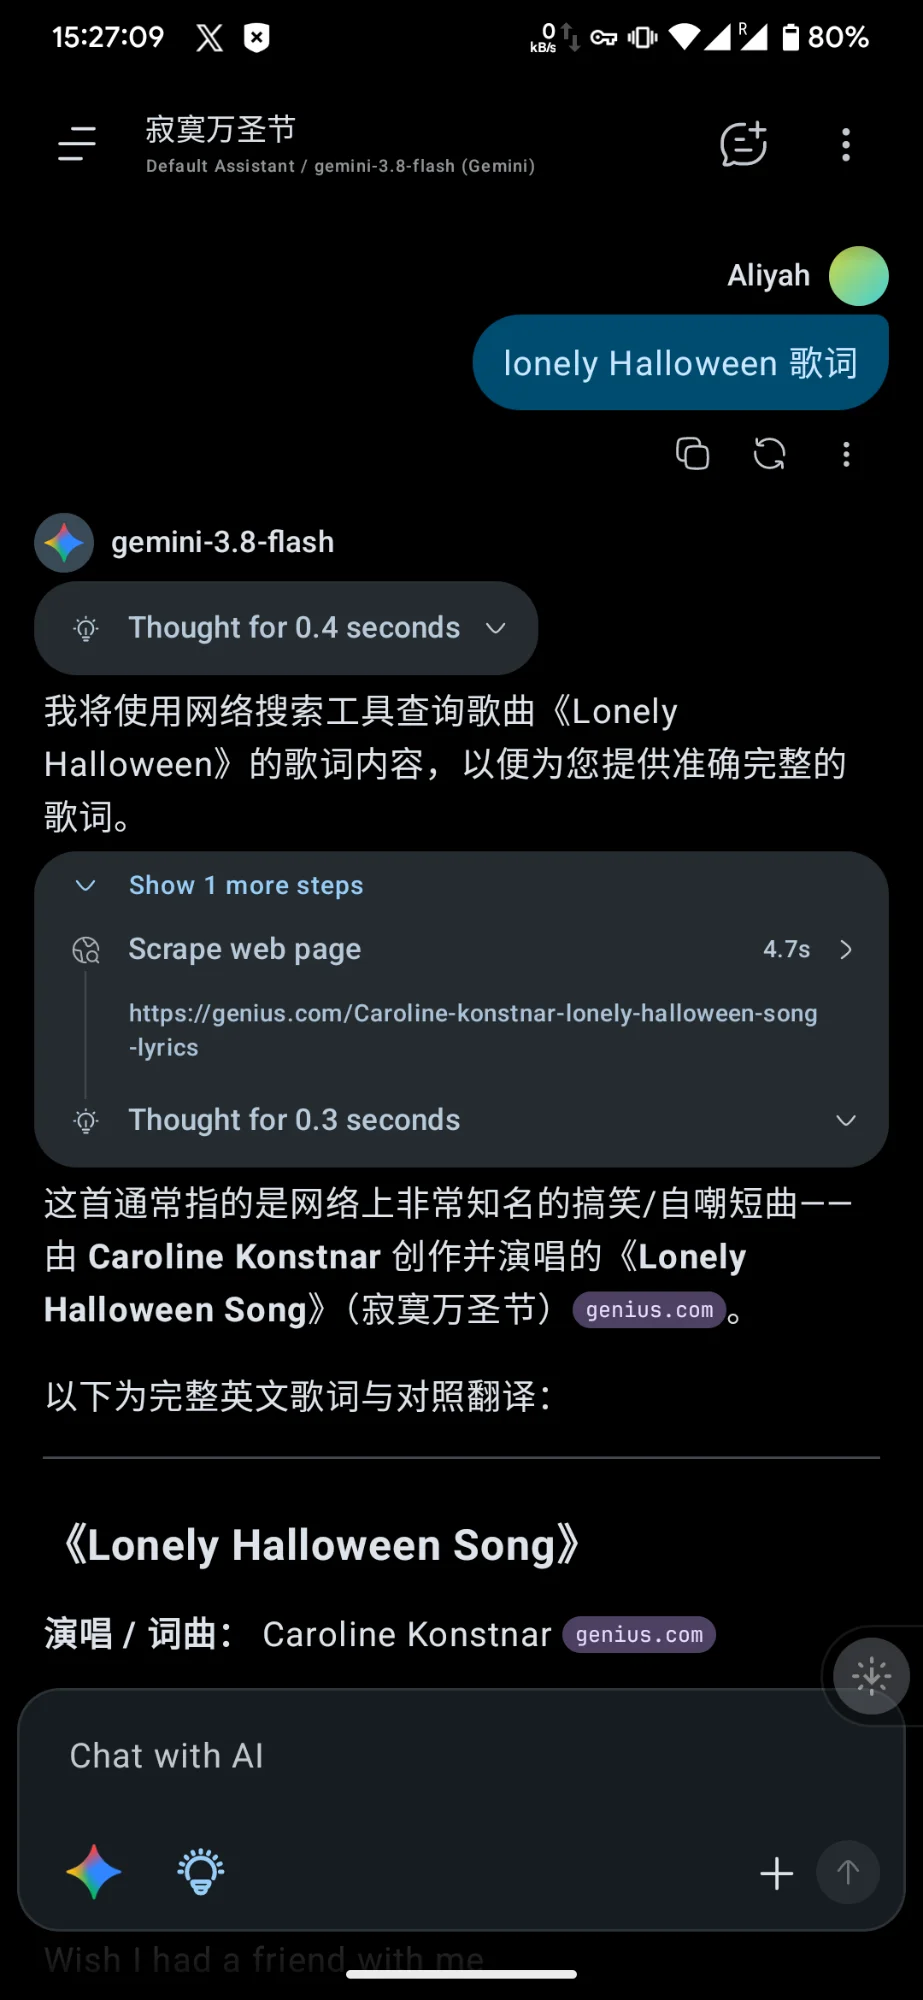 15:27:09
0 kB/s
R
80%
寂寞万圣节
Default Assistant / gemini-3.8-flash (Gemini)
Aliyah
lonely Halloween 歌词
gemini-3.8-flash
Thought for 0.4 seconds
我将使用网络搜索工具查询歌曲《Lonely
Halloween》的歌词内容，以便为您提供准确完整的
歌词。
Show 1 more steps
Scrape web page 4.7s
https://genius.com/Caroline-konstnar-lonely-halloween-song
-lyrics
Thought for 0.3 seconds
这首通常指的是网络上非常知名的搞笑/自嘲短曲——
由 Caroline Konstnar 创作并演唱的《Lonely
Halloween Song》（寂寞万圣节） genius.com 。
以下为完整英文歌词与对照翻译：
《Lonely Halloween Song》
演唱 / 词曲： Caroline Konstnar genius.com
Chat with AI
Wish I had a friend with me